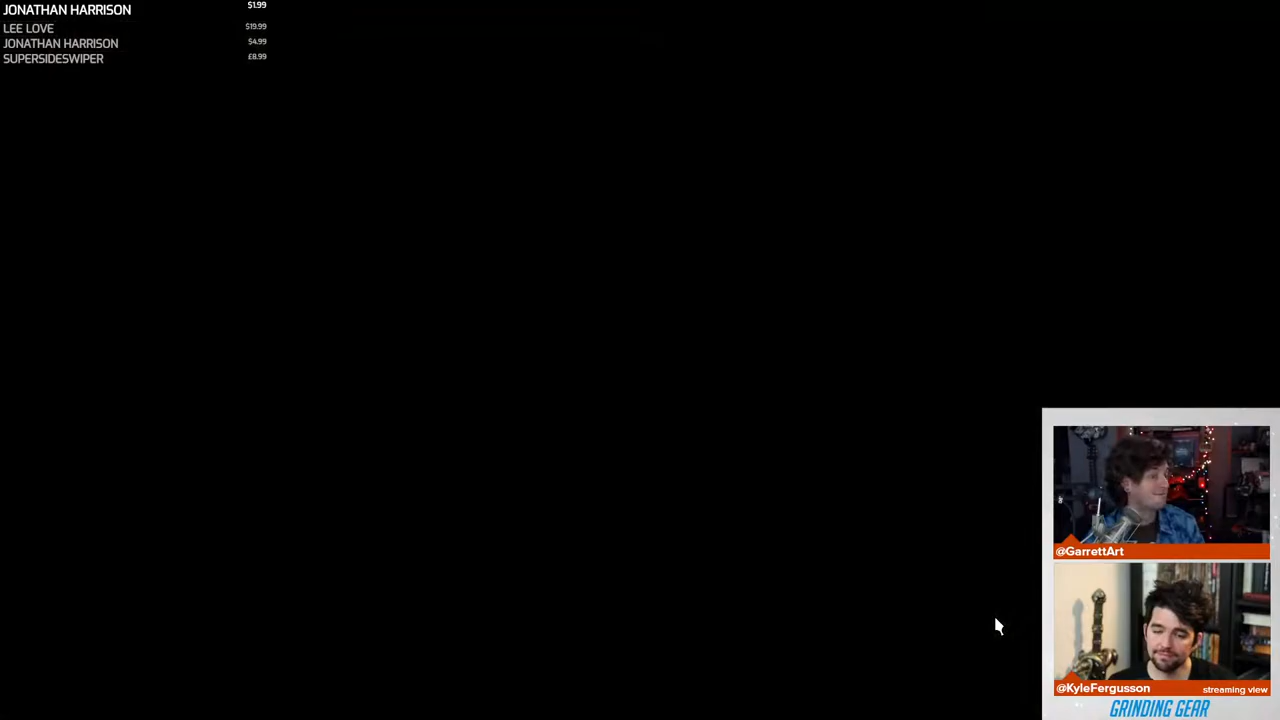 JONATHAN HARRISON $1.99
LEE LOVE $19.99
JONATHAN HARRISON $4.99
SUPERSIDESWIPER £8.99
@GarrettArt
@KyleFergusson streaming view
GRINDING GEAR